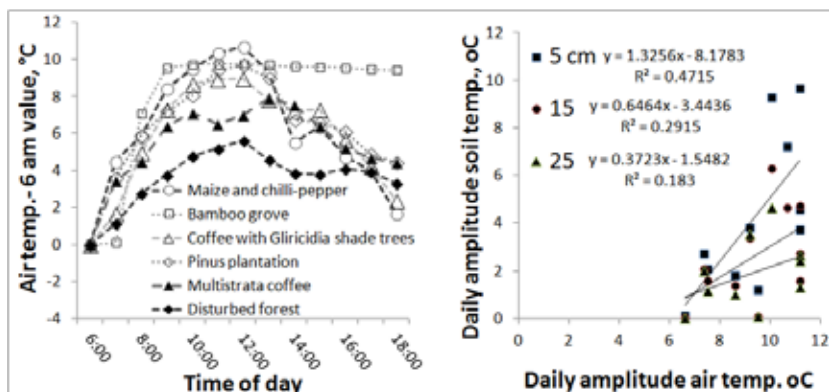 Air temp.- 6 am value, °C
12
10
8
6
4
2
0
-2
-4
Maize and chilli-pepper
Bamboo grove
Coffee with Gliricidia shade trees
Pinus plantation
Multistrata coffee
Disturbed forest
6:00
8:00
10:00
12:00
14:00
16:00
18:00
Time of day
Daily amplitude soil temp., oC
12
10
8
6
4
2
0
5 cm y = 1.3256x - 8.1783
R² = 0.4715
15 y = 0.6464x - 3.4436
R² = 0.2915
25 y = 0.3723x - 1.5482
R² = 0.183
0 2 4 6 8 10 12
Daily amplitude air temp. oC